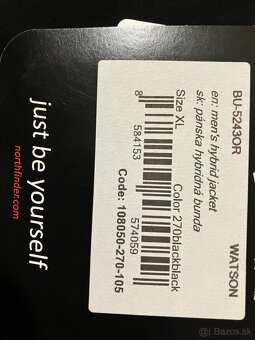 just be yourself
northfinder.com
BU-5243OR WATSON
en: men's hybrid jacket
sk: pánska hybridná bunda
Size XL Color 270blackblack
8 584153 574059
Code: 108050-270-105
bazos.sk